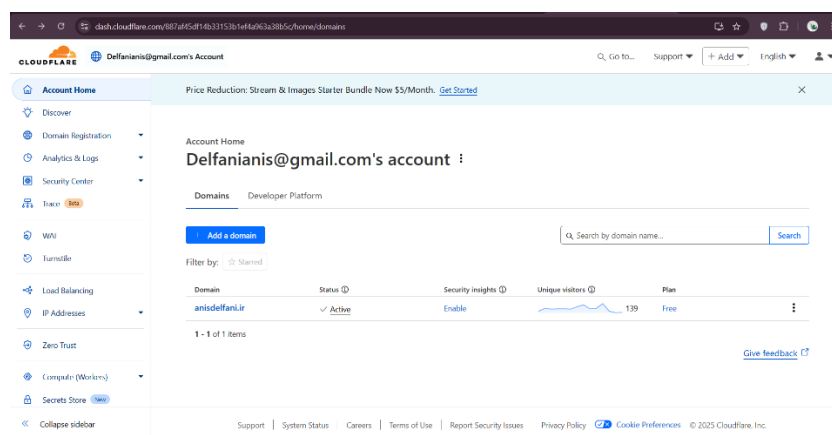 dash.cloudflare.com/887af45df14b33153b1ef4a963a38b5c/home/domains
CLOUDFLARE
Delfanianis@gmail.com's Account
Go to...
Support
+ Add
English
Account Home
Discover
Domain Registration
Analytics & Logs
Security Center
Trace Beta
WAF
Turnstile
Load Balancing
IP Addresses
Zero Trust
Compute (Workers)
Secrets Store New
Collapse sidebar
Price Reduction: Stream & Images Starter Bundle Now $5/Month. Get Started
Account Home
Delfanianis@gmail.com's account
Domains Developer Platform
Add a domain
Search by domain name...
Search
Filter by: Starred
Domain Status Security insights Unique visitors Plan
anisdelfani.ir Active Enable 139 Free
1 - 1 of 1 items
Give feedback
Support | System Status | Careers | Terms of Use | Report Security Issues Privacy Policy Cookie Preferences © 2025 Cloudflare, Inc.